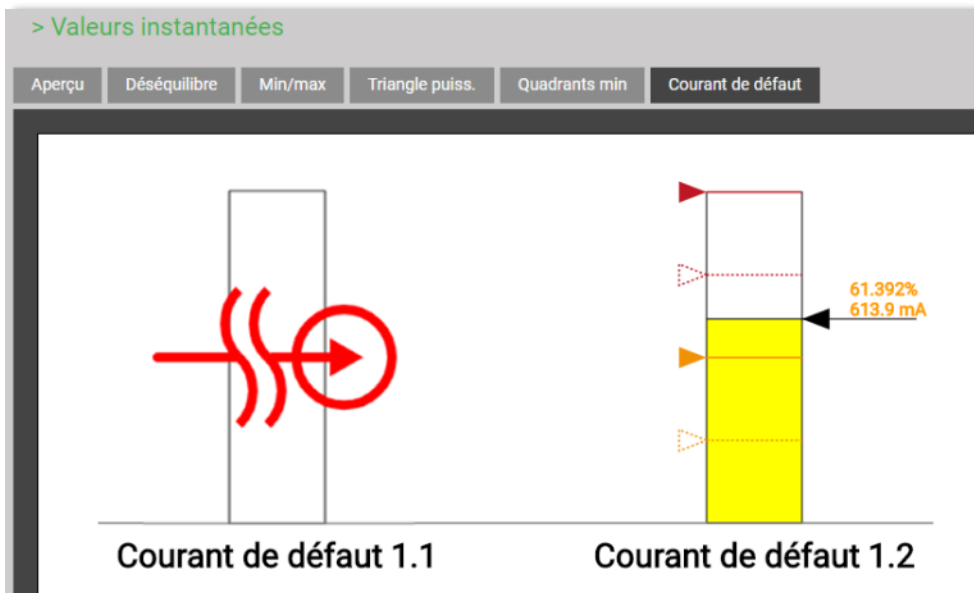 > Valeurs instantanées
Aperçu Déséquilibre Min/max Triangle puiss. Quadrants min Courant de défaut
61.392%
613.9 mA
Courant de défaut 1.1 Courant de défaut 1.2